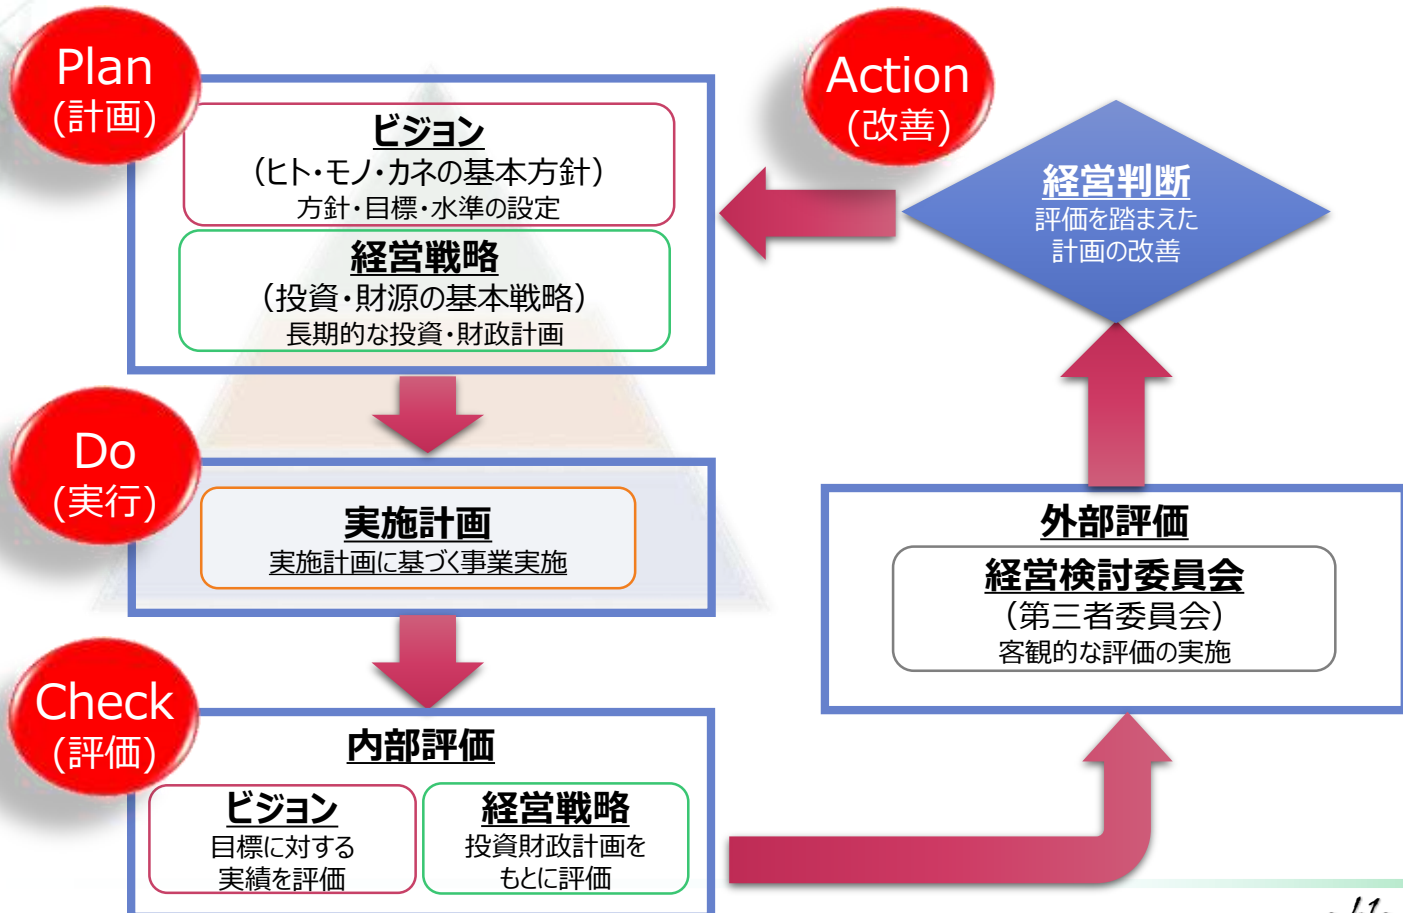 Plan
(計画)
ビジョン
（ヒト・モノ・カネの基本方針）
方針・目標・水準の設定
経営戦略
（投資・財源の基本戦略）
長期的な投資・財政計画
Do
(実行)
実施計画
実施計画に基づく事業実施
Check
(評価)
内部評価
ビジョン
目標に対する
実績を評価
経営戦略
投資財政計画を
もとに評価
外部評価
経営検討委員会
（第三者委員会）
客観的な評価の実施
Action
(改善)
経営判断
評価を踏まえた
計画の改善